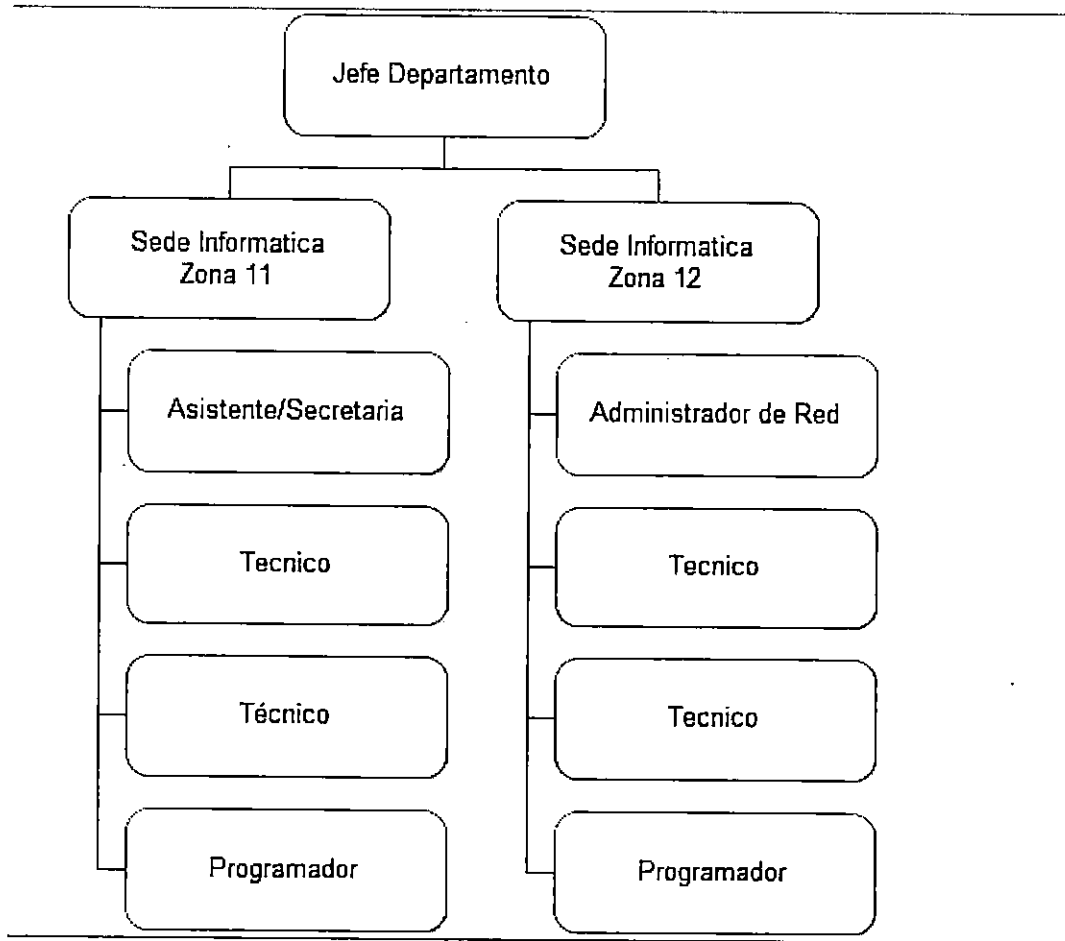 Jefe Departamento
Sede Informatica
Zona 11
Asistente/Secretaria
Tecnico
Técnico
Programador
Sede Informatica
Zona 12
Administrador de Red
Tecnico
Tecnico
Programador